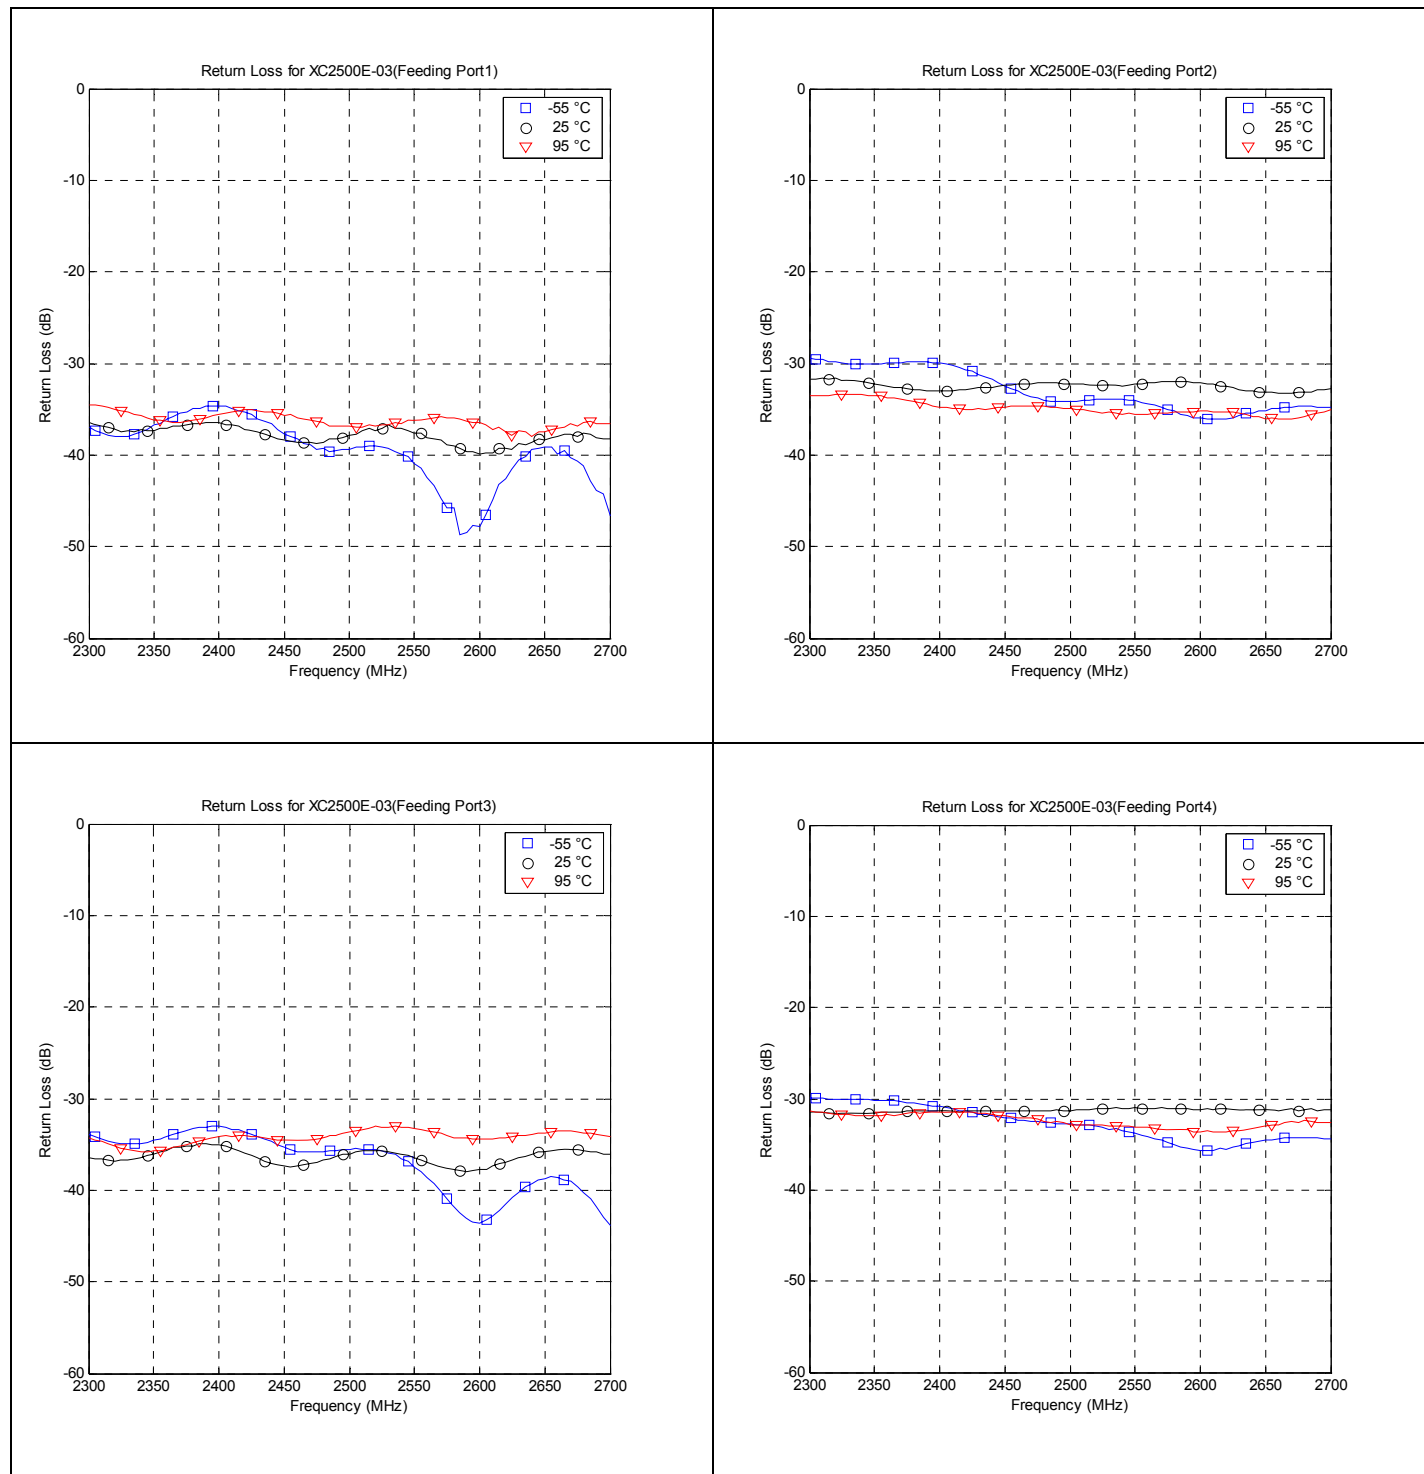 Return Loss for XC2500E-03(Feeding Port1)
0
-10
-20
-30
-40
-50
-60
Return Loss (dB)
-55 °C
25 °C
95 °C
2300 2350 2400 2450 2500 2550 2600 2650 2700
Frequency (MHz)
Return Loss for XC2500E-03(Feeding Port2)
0
-10
-20
-30
-40
-50
-60
Return Loss (dB)
-55 °C
25 °C
95 °C
2300 2350 2400 2450 2500 2550 2600 2650 2700
Frequency (MHz)
Return Loss for XC2500E-03(Feeding Port3)
0
-10
-20
-30
-40
-50
-60
Return Loss (dB)
-55 °C
25 °C
95 °C
2300 2350 2400 2450 2500 2550 2600 2650 2700
Frequency (MHz)
Return Loss for XC2500E-03(Feeding Port4)
0
-10
-20
-30
-40
-50
-60
Return Loss (dB)
-55 °C
25 °C
95 °C
2300 2350 2400 2450 2500 2550 2600 2650 2700
Frequency (MHz)